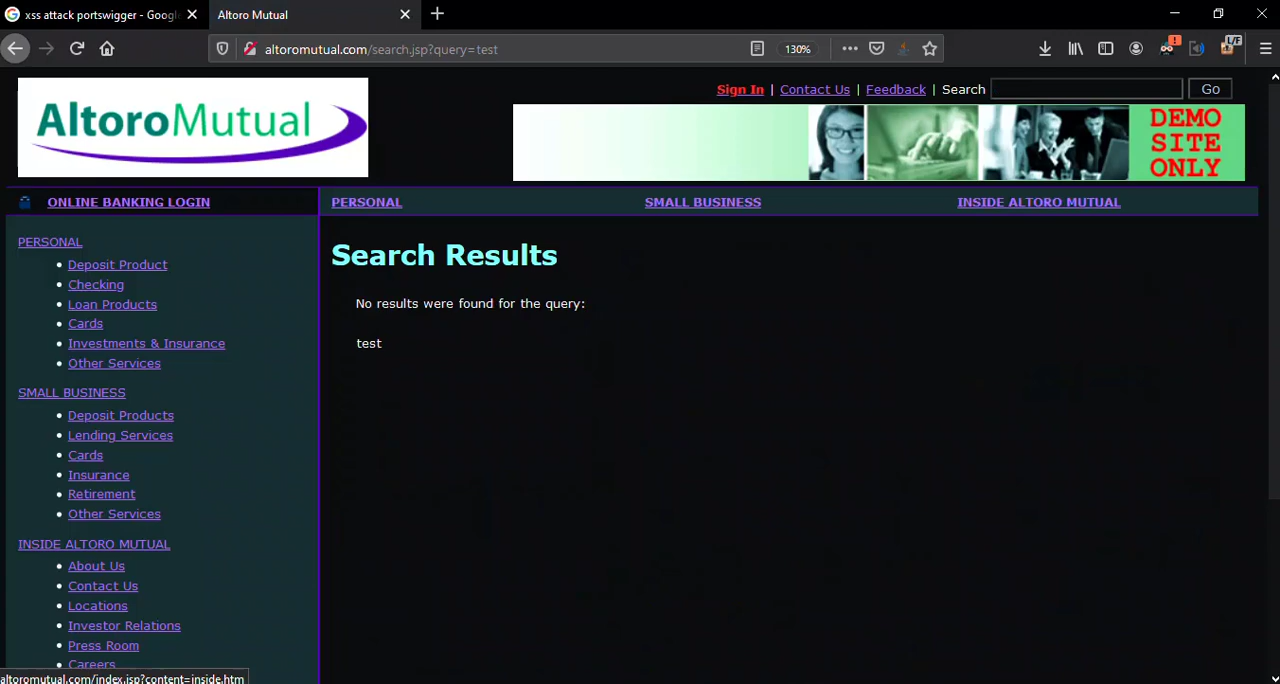 xss attack portswigger - Googl
Altoro Mutual
altoromutual.com/search.jsp?query=test
130%
L/F
AltoroMutual
Sign In | Contact Us | Feedback | Search
Go
DEMO
SITE
ONLY
ONLINE BANKING LOGIN
PERSONAL
SMALL BUSINESS
INSIDE ALTORO MUTUAL
PERSONAL
Deposit Product
Checking
Loan Products
Cards
Investments & Insurance
Other Services
SMALL BUSINESS
Deposit Products
Lending Services
Cards
Insurance
Retirement
Other Services
INSIDE ALTORO MUTUAL
About Us
Contact Us
Locations
Investor Relations
Press Room
Careers
Search Results
No results were found for the query:
test
altoromutual.com/index.jsp?content=inside.htm